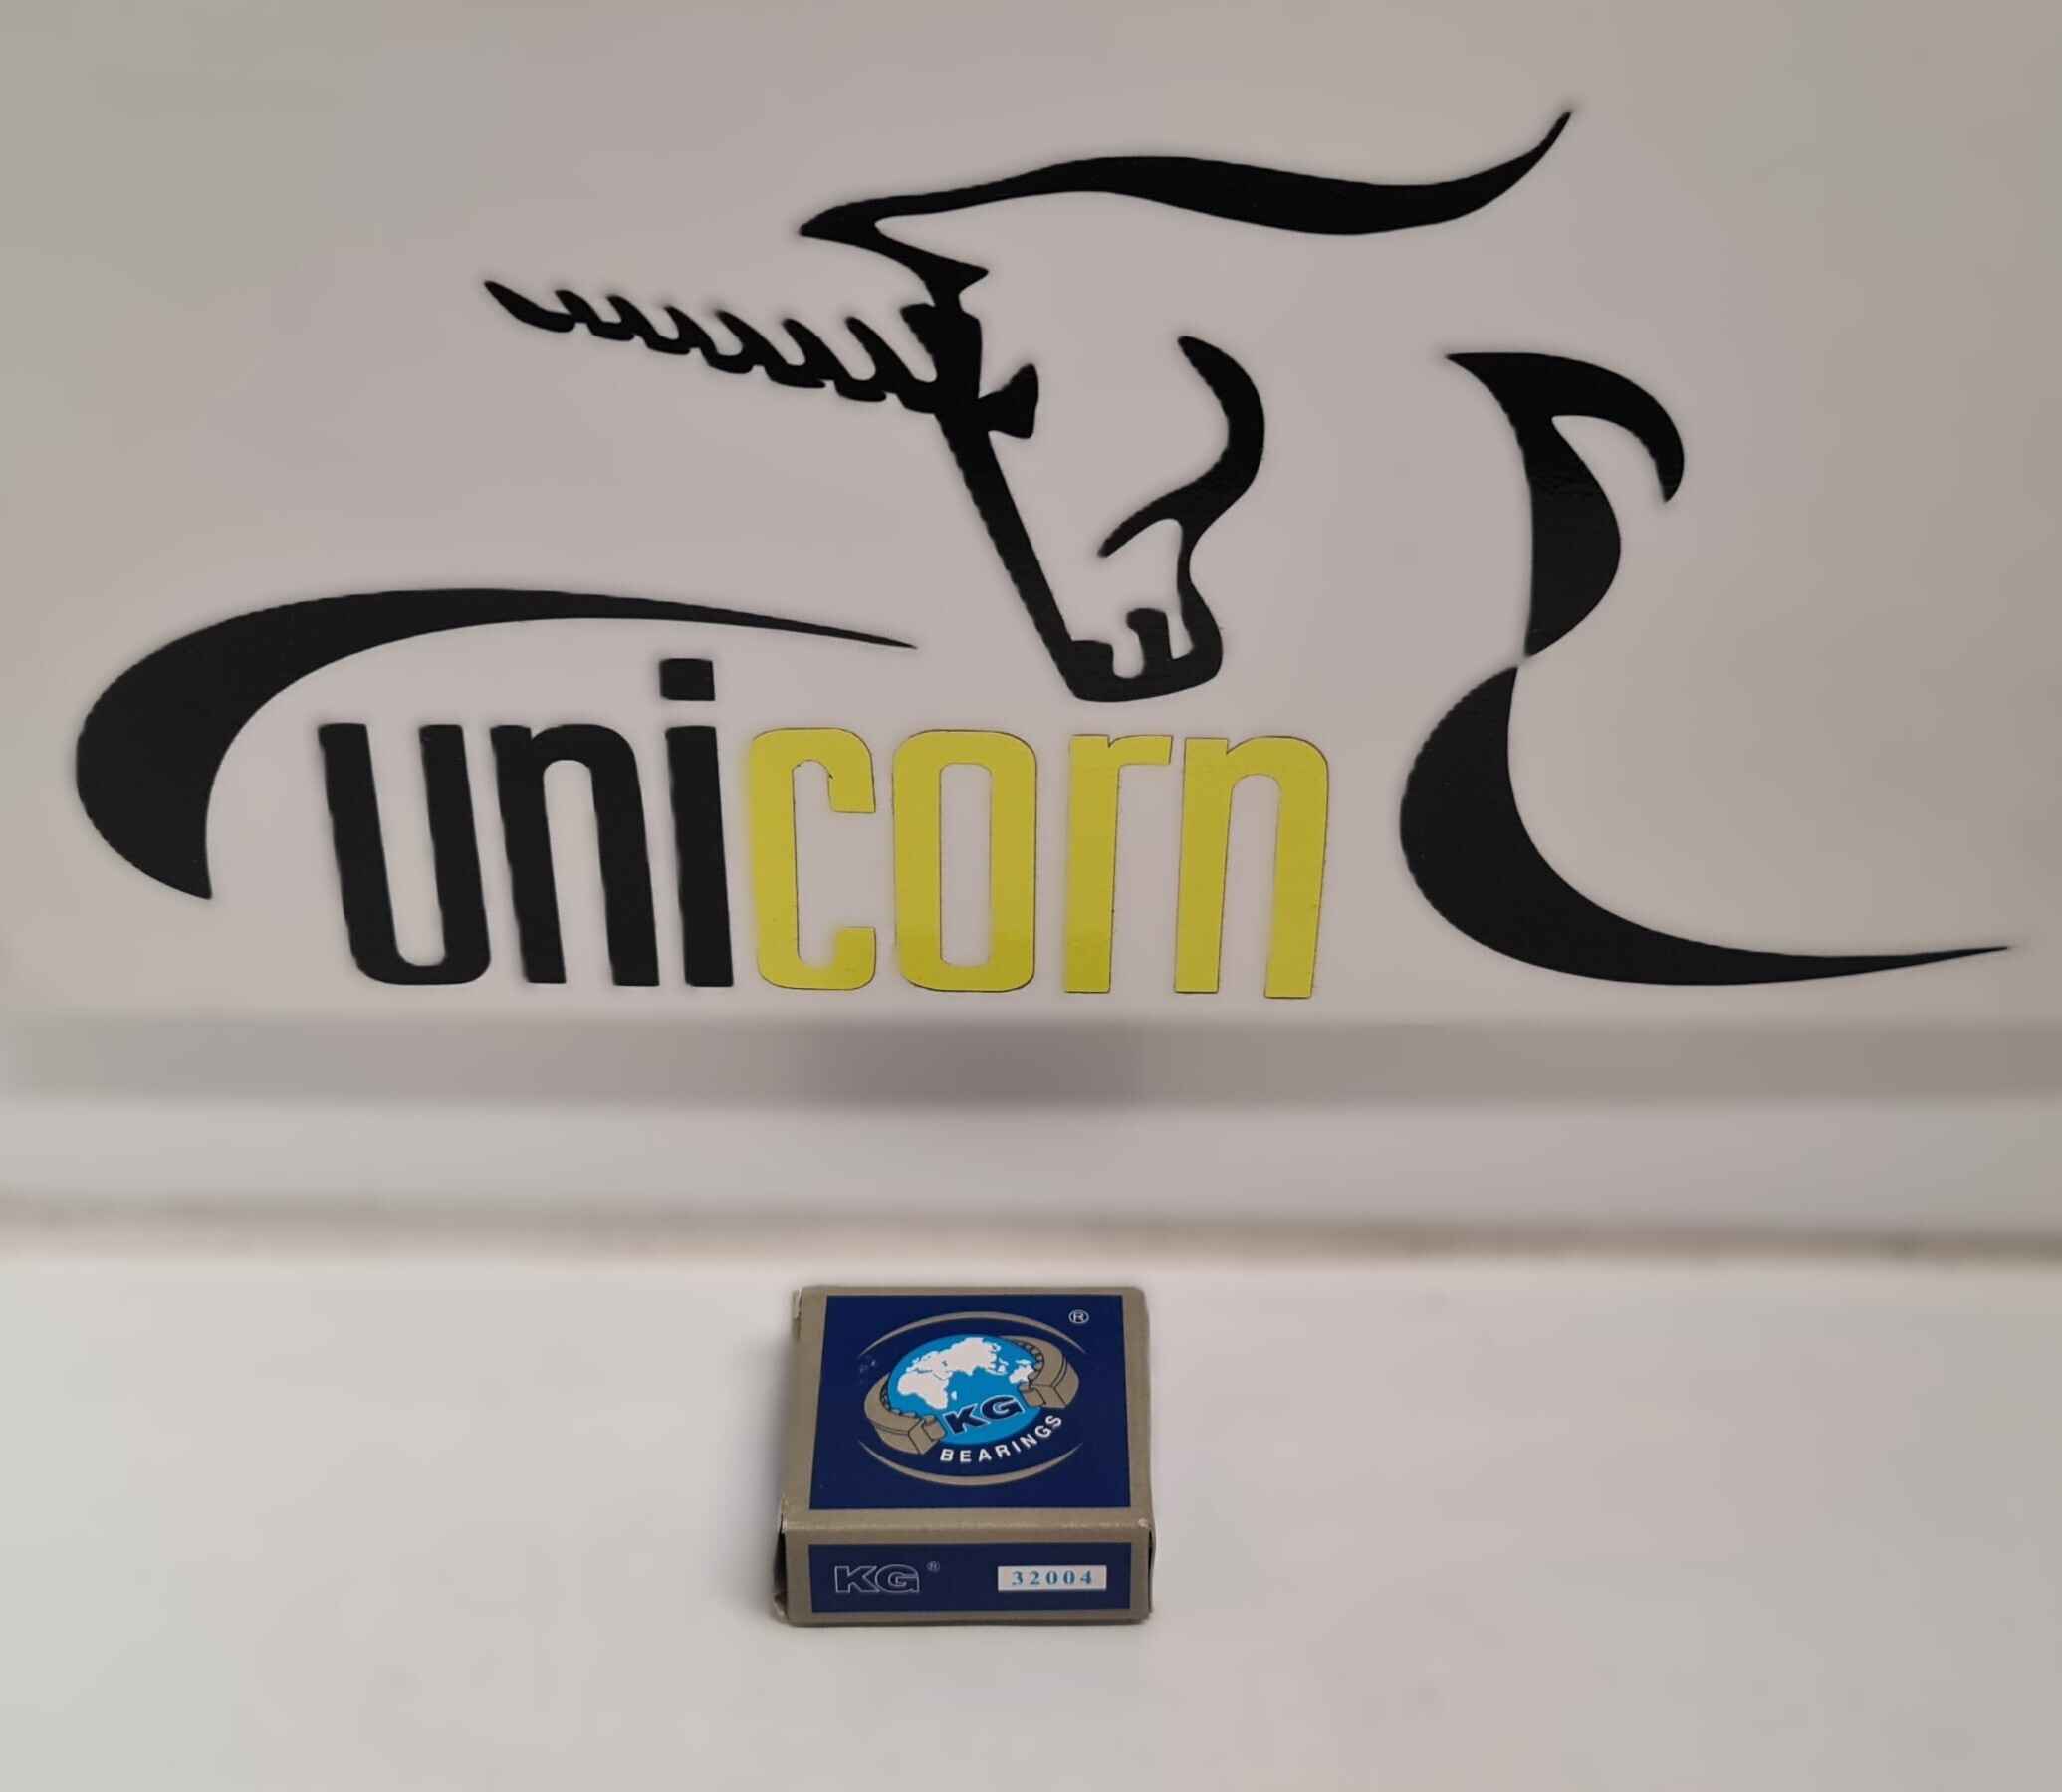 unicorn
®
KG
BEARINGS
KG ® 32004